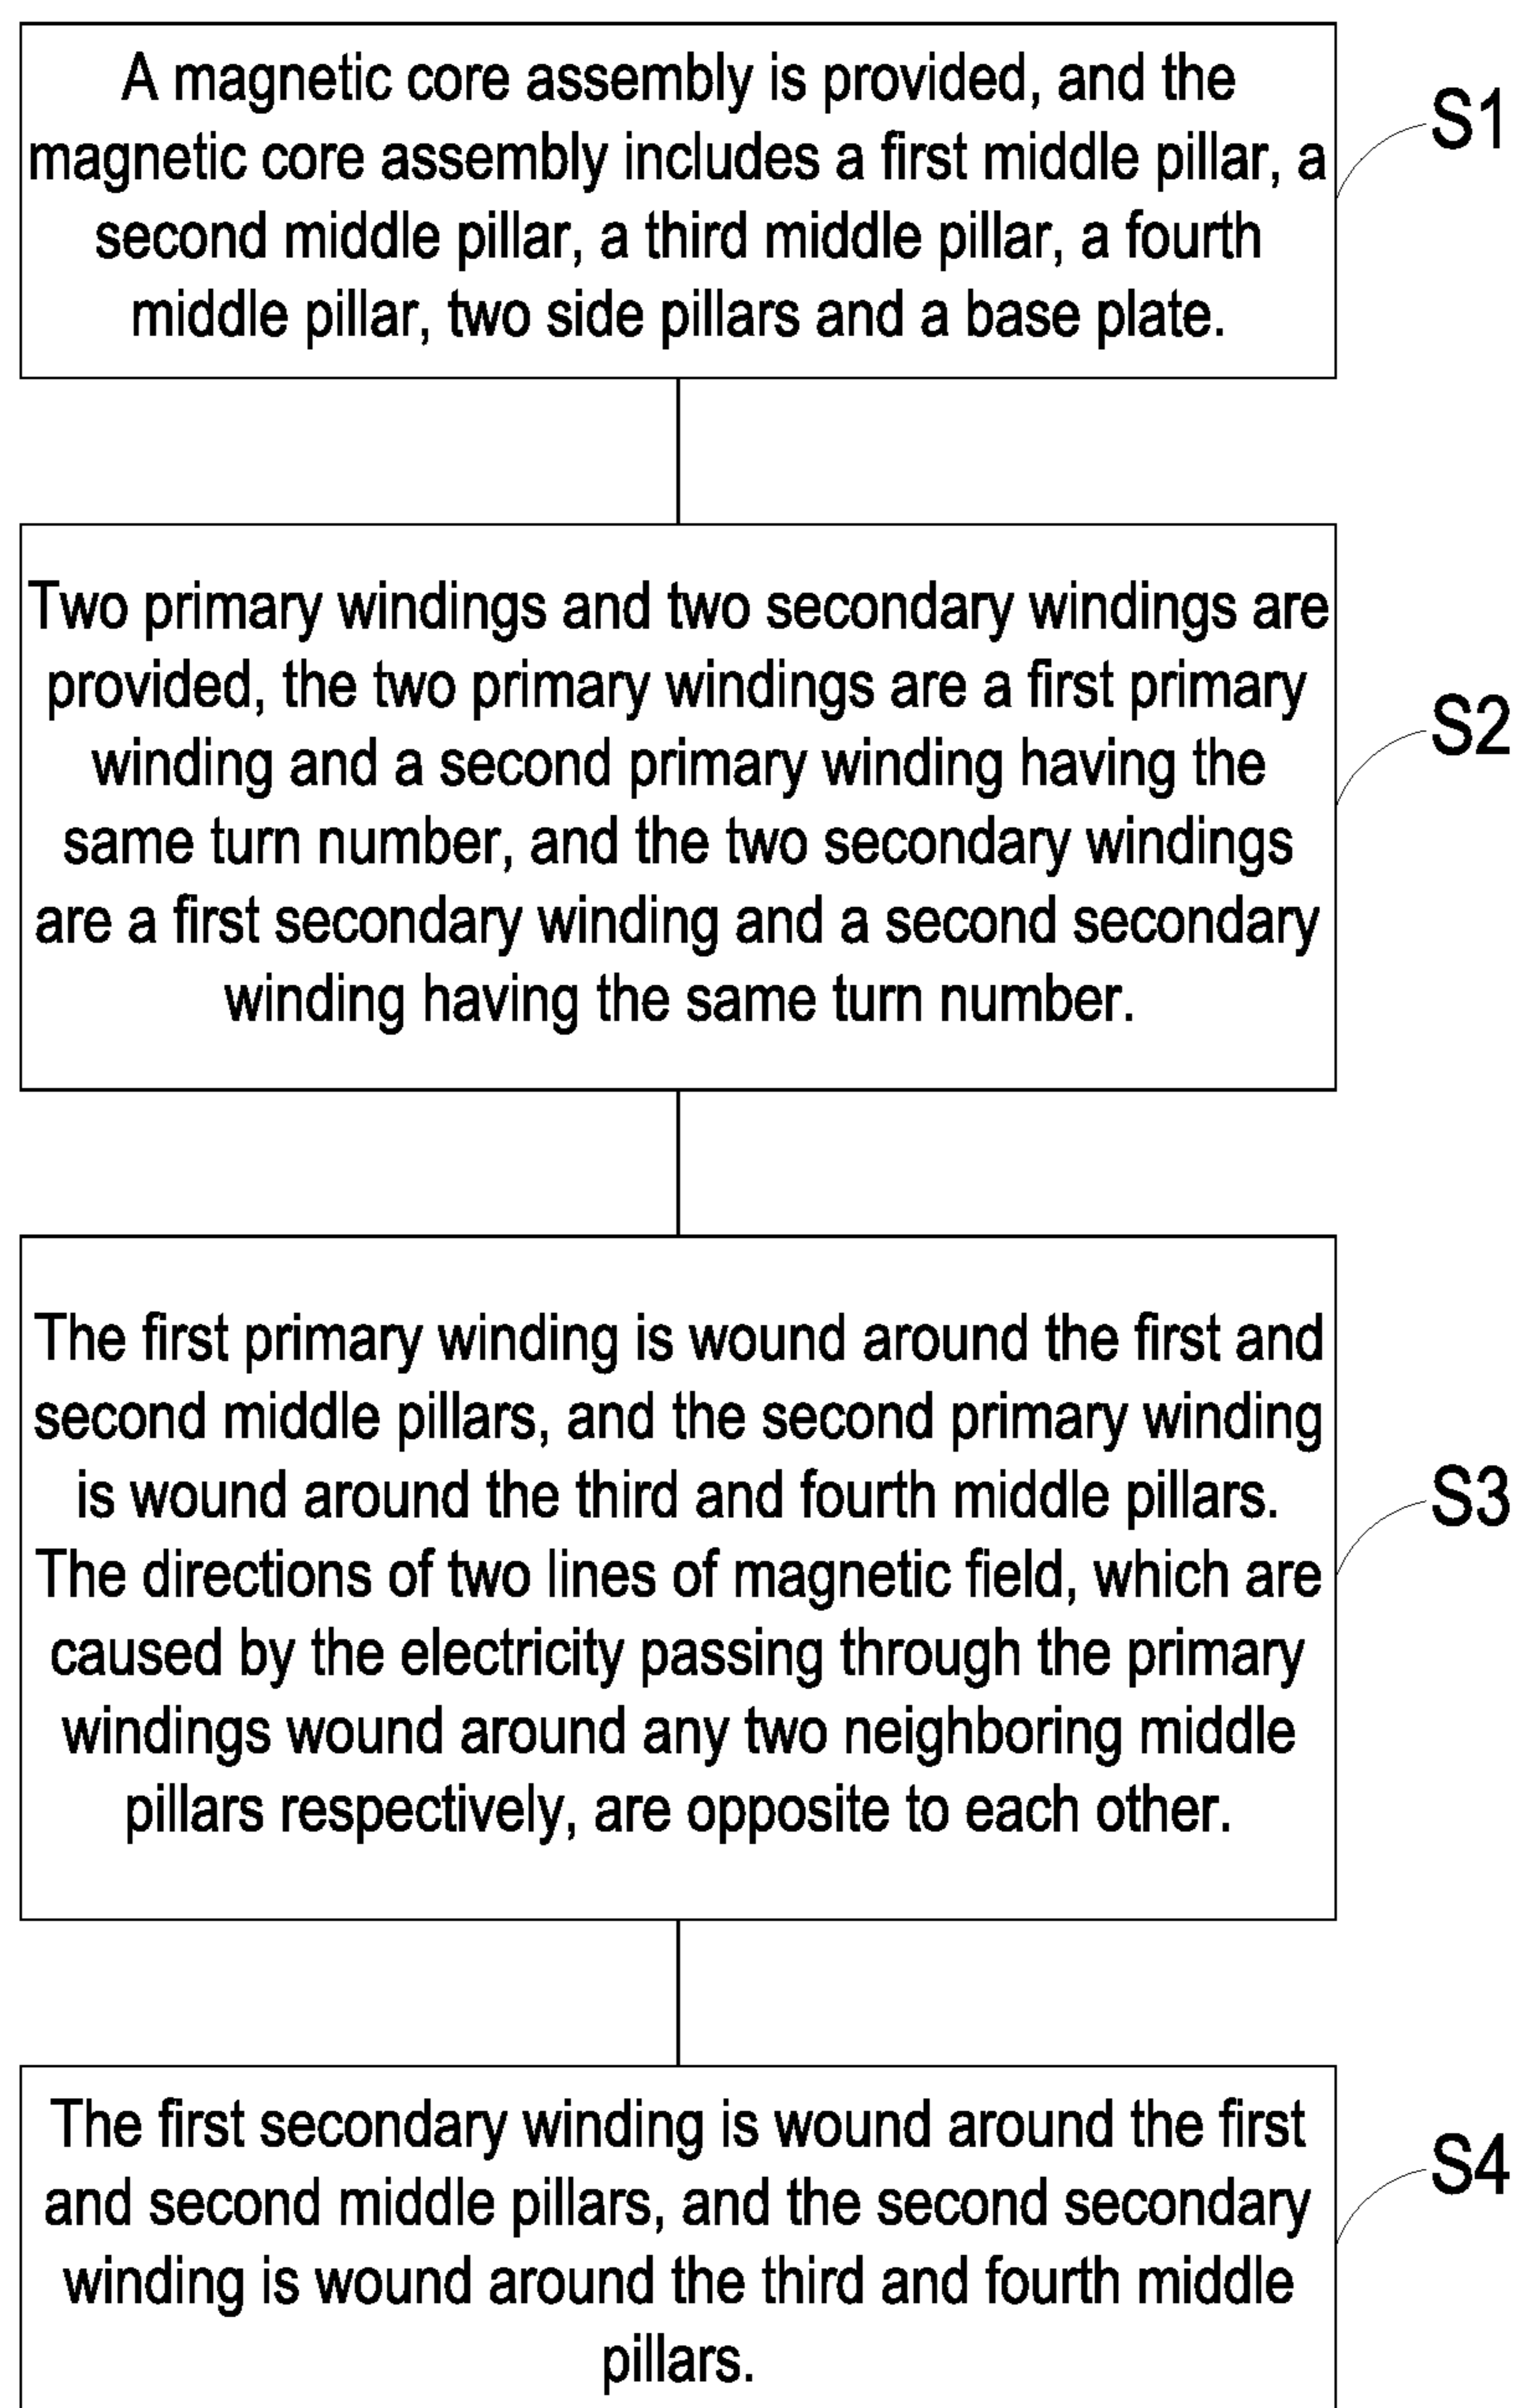 A magnetic core assembly is provided, and the
magnetic core assembly includes a first middle pillar, a
second middle pillar, a third middle pillar, a fourth
middle pillar, two side pillars and a base plate.
S1
Two primary windings and two secondary windings are
provided, the two primary windings are a first primary
winding and a second primary winding having the
same turn number, and the two secondary windings
are a first secondary winding and a second secondary
winding having the same turn number.
S2
The first primary winding is wound around the first and
second middle pillars, and the second primary winding
is wound around the third and fourth middle pillars.
The directions of two lines of magnetic field, which are
caused by the electricity passing through the primary
windings wound around any two neighboring middle
pillars respectively, are opposite to each other.
S3
The first secondary winding is wound around the first
and second middle pillars, and the second secondary
winding is wound around the third and fourth middle
pillars.
S4